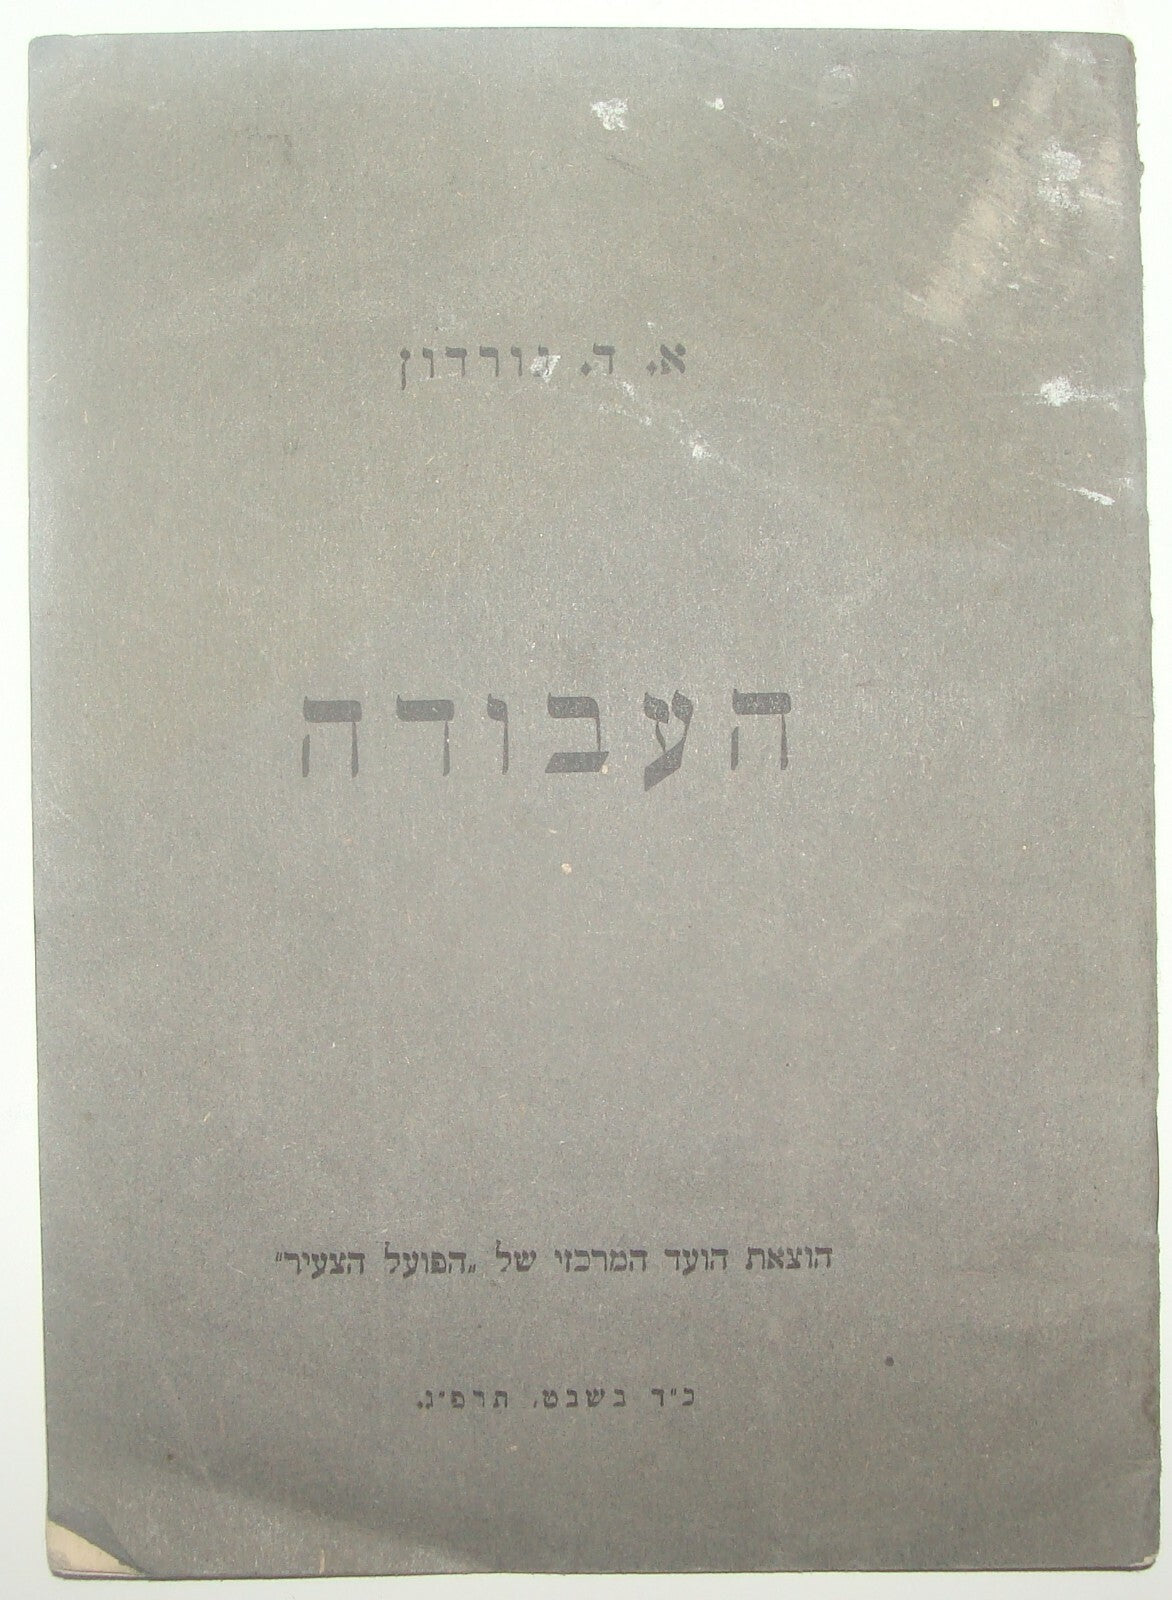 א. ד. גורדון
העבודה
הוצאת הועד המרכזי של „הפועל הצעיר"
כ"ד בשבט, תרפ"ג.